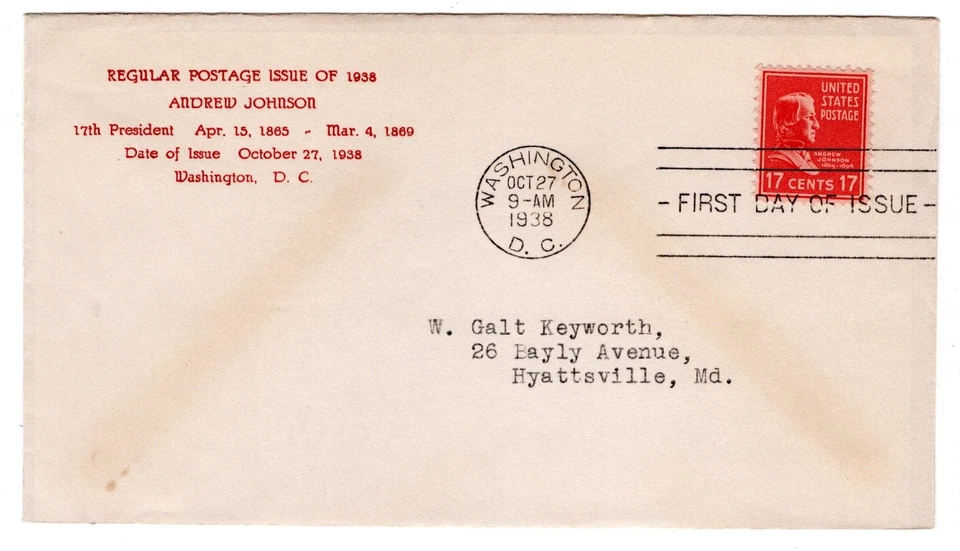 REGULAR POSTAGE ISSUE OF 1938
ANDREW JOHNSON
17th President Apr. 15, 1865 - Mar. 4, 1869
Date of Issue October 27, 1938
Washington, D. C.
UNITED
STATES
POSTAGE
ANDREW
JOHNSON
1865-1869
17 CENTS 17
WASHINGTON
OCT 27
9-AM
1938
D. C.
- FIRST DAY OF ISSUE -
W. Galt Keyworth,
26 Bayly Avenue,
Hyattsville, Md.